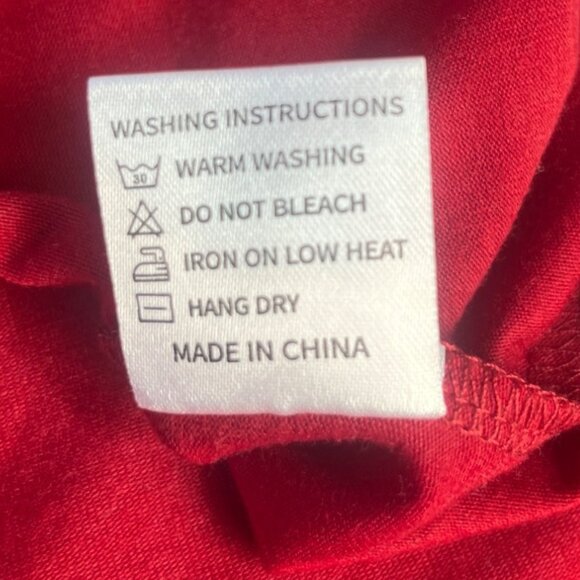 WASHING INSTRUCTIONS
30 WARM WASHING
DO NOT BLEACH
IRON ON LOW HEAT
HANG DRY
MADE IN CHINA